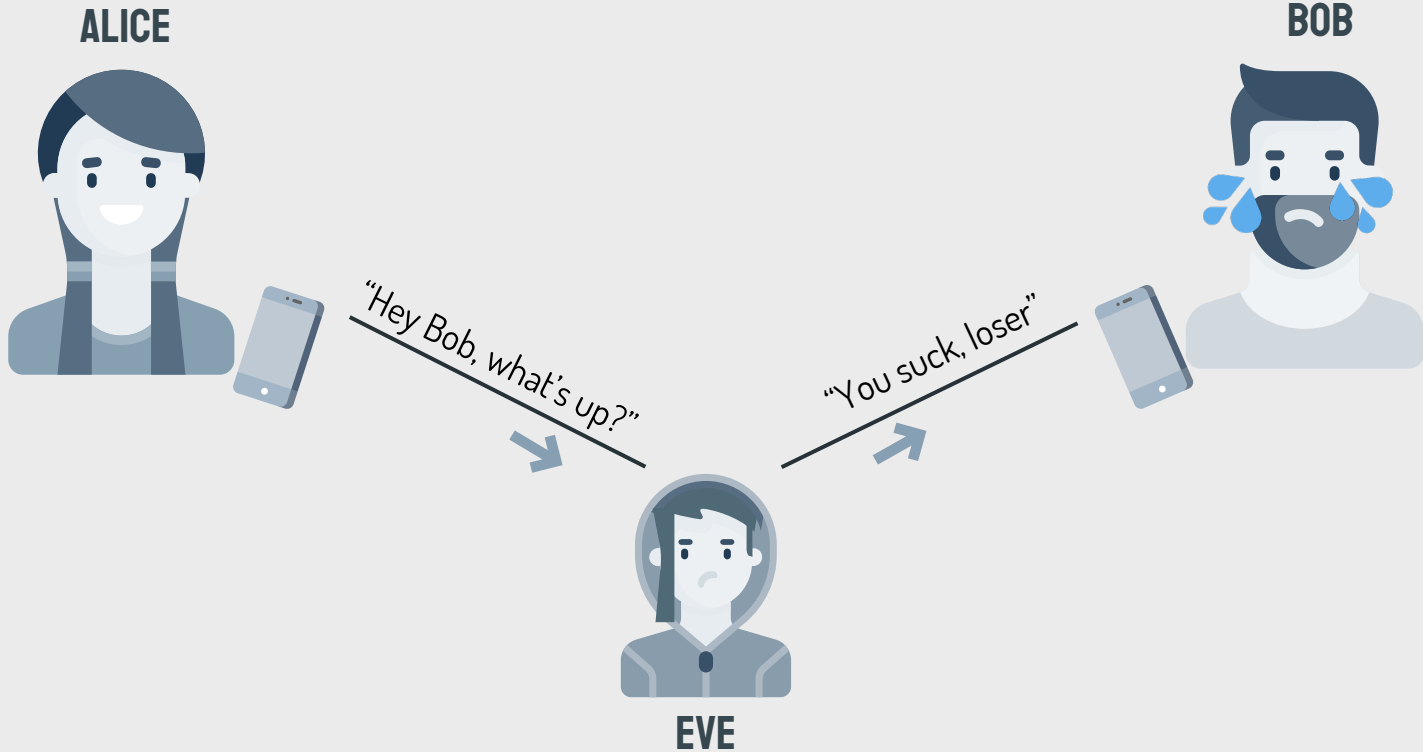 ALICE
BOB
“Hey Bob, what’s up?”
“You suck, loser”
EVE